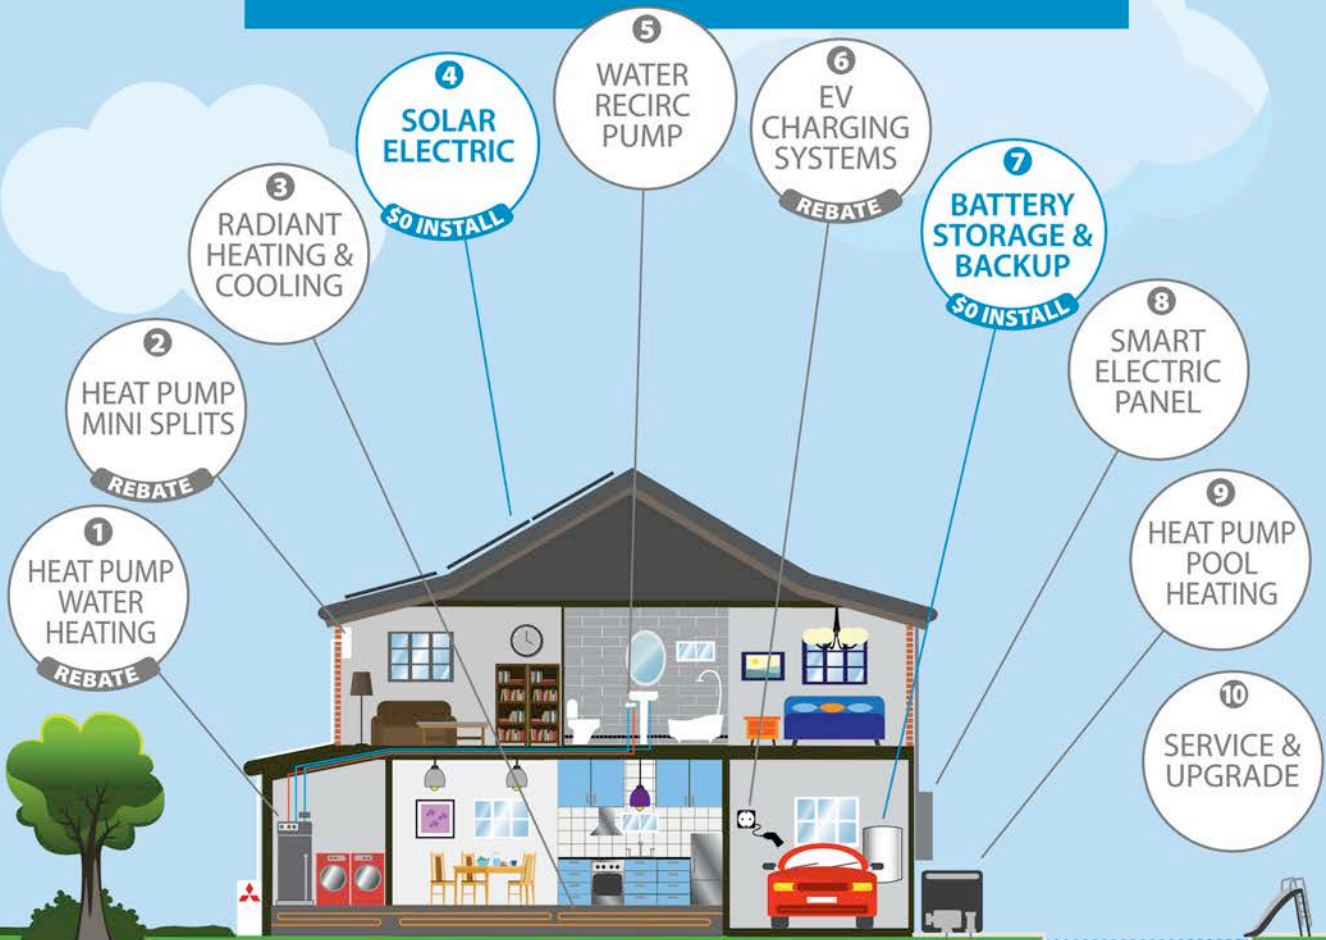 1
HEAT PUMP
WATER
HEATING
REBATE
2
HEAT PUMP
MINI SPLITS
REBATE
3
RADIANT
HEATING &
COOLING
4
SOLAR
ELECTRIC
$0 INSTALL
5
WATER
RECIRC
PUMP
6
EV
CHARGING
SYSTEMS
REBATE
7
BATTERY
STORAGE &
BACKUP
$0 INSTALL
8
SMART
ELECTRIC
PANEL
9
HEAT PUMP
POOL
HEATING
10
SERVICE &
UPGRADE